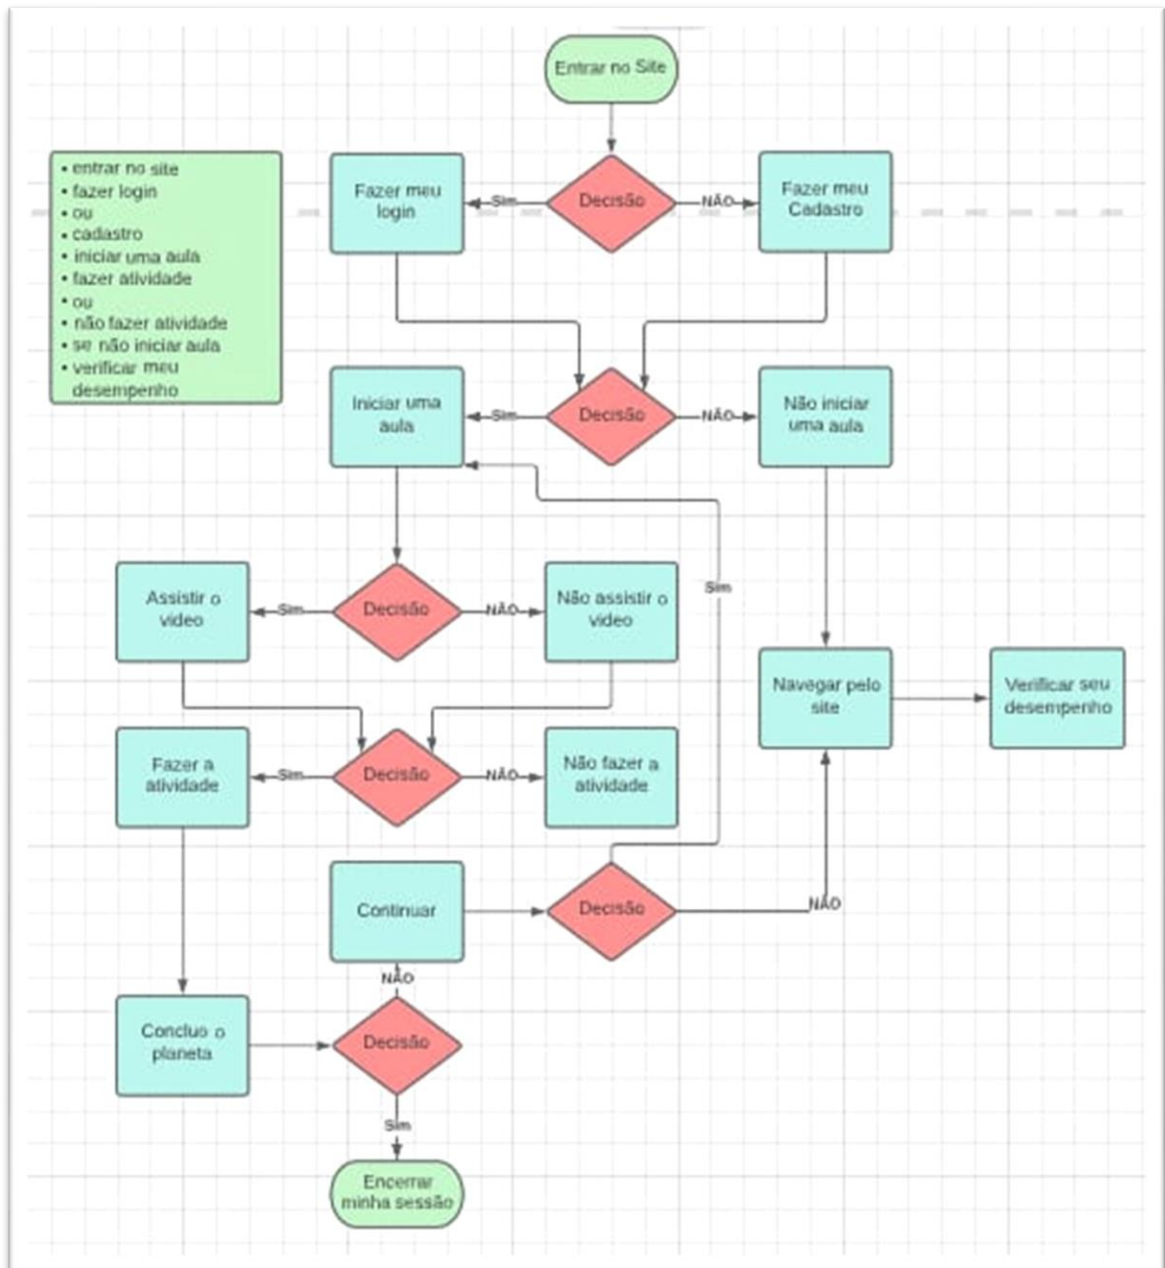 Entrar no Site
• entrar no site
• fazer login
• ou
• cadastro
• iniciar uma aula
• fazer atividade
• ou
• não fazer atividade
• se não iniciar aula
• verificar meu
desempenho
Fazer meu
login
Sim
Decisão
NÃO
Fazer meu
Cadastro
Iniciar uma
aula
Sim
Decisão
NÃO
Não iniciar
uma aula
Assistir o
video
Sim
Decisão
NÃO
Não assistir o
video
Sim
Navegar pelo
site
Verificar seu
desempenho
Fazer a
atividade
Sim
Decisão
NÃO
Não fazer a
atividade
Continuar
Decisão
NÃO
NÃO
Concluo o
planeta
Decisão
Sim
Encerrar
minha sessão